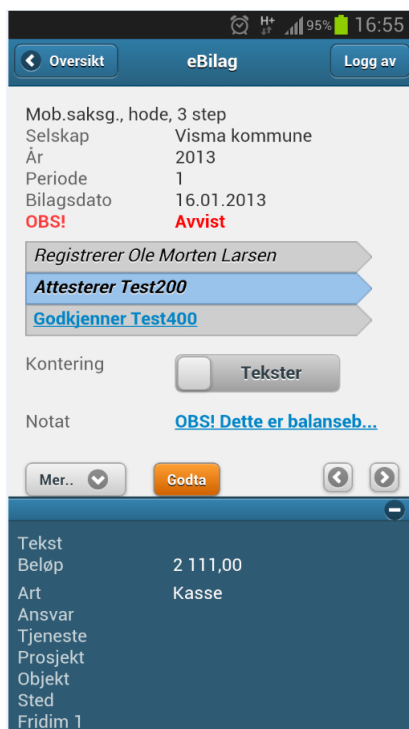 H+ 95% 16:55
Oversikt eBilag Logg av
Mob.saksg., hode, 3 step
Selskap Visma kommune
År 2013
Periode 1
Bilagsdato 16.01.2013
OBS! Avvist
Registrerer Ole Morten Larsen
Attesterer Test200
Godkjenner Test400
Kontering Tekster
Notat OBS! Dette er balanseb...
Mer.. Godta
Tekst
Beløp 2 111,00
Art Kasse
Ansvar
Tjeneste
Prosjekt
Objekt
Sted
Fridim 1